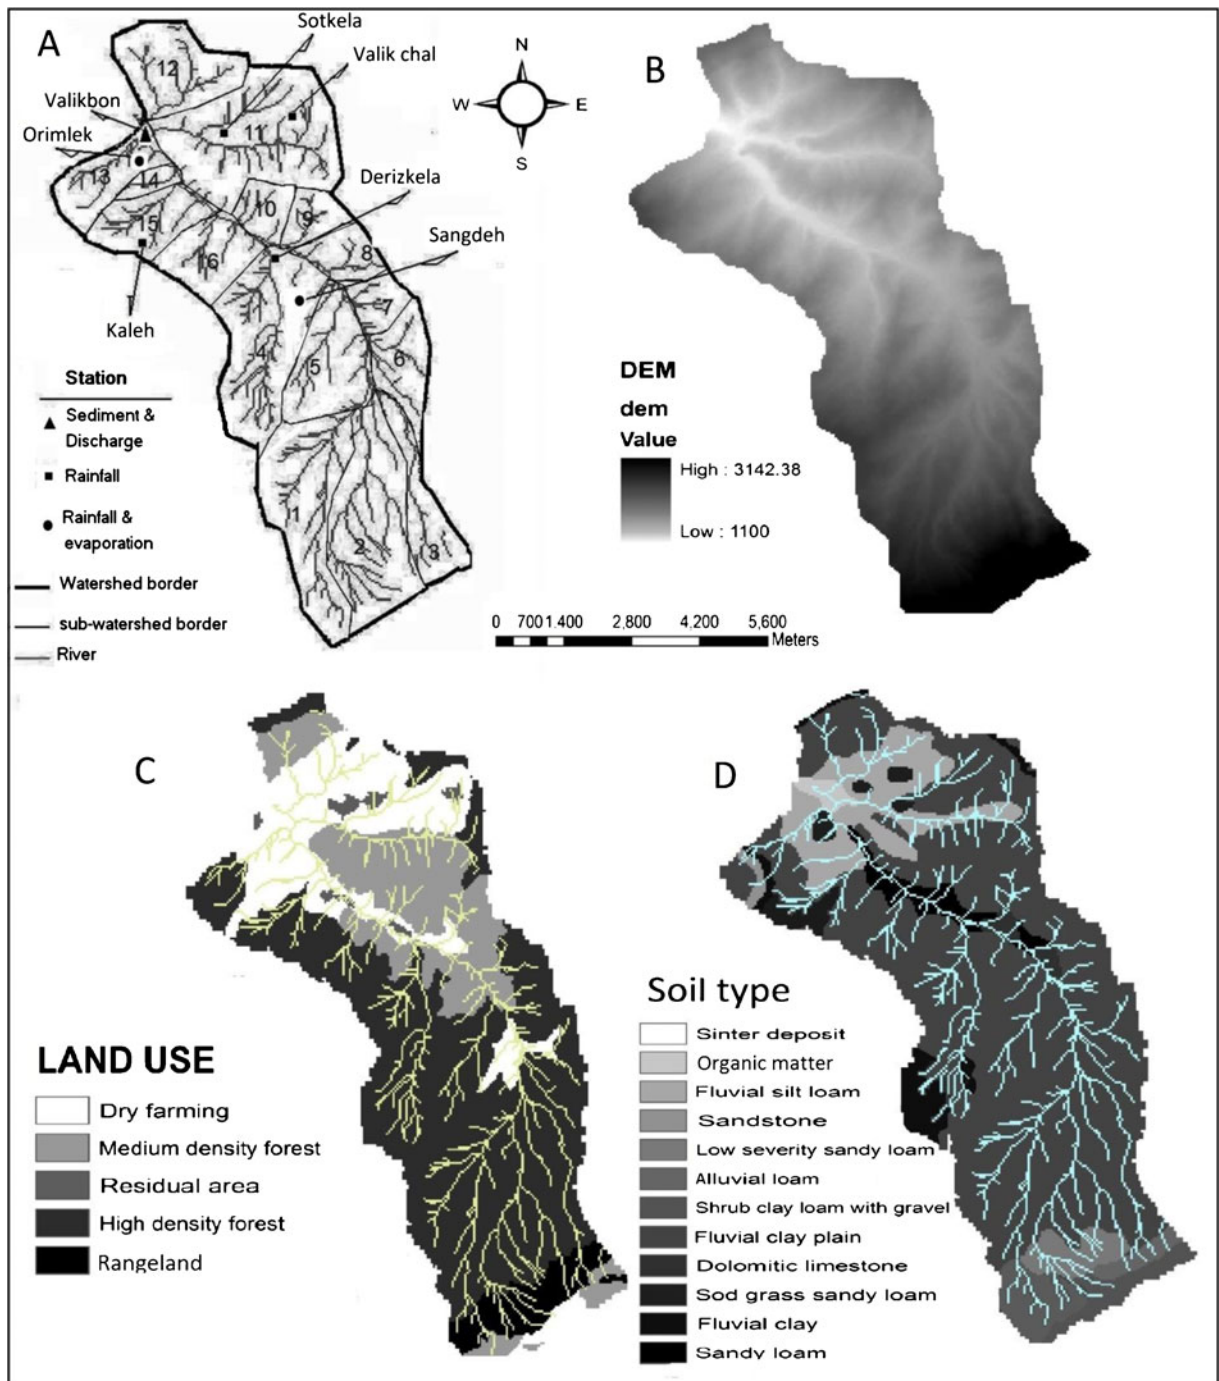 A
Sotkela
Valik chal
Valikbon
Orimlek
Derizkela
Sangdeh
Kaleh
12
11
13
14
15
16
10
9
8
7
6
5
4
1
2
3
N
W E
S
Station
Sediment &
Discharge
Rainfall
Rainfall &
evaporation
Watershed border
sub-watershed border
River
B
DEM
dem
Value
High : 3142.38
Low : 1100
0 700 1,400 2,800 4,200 5,600
Meters
C
LAND USE
Dry farming
Medium density forest
Residual area
High density forest
Rangeland
D
Soil type
Sinter deposit
Organic matter
Fluvial silt loam
Sandstone
Low severity sandy loam
Alluvial loam
Shrub clay loam with gravel
Fluvial clay plain
Dolomitic limestone
Sod grass sandy loam
Fluvial clay
Sandy loam